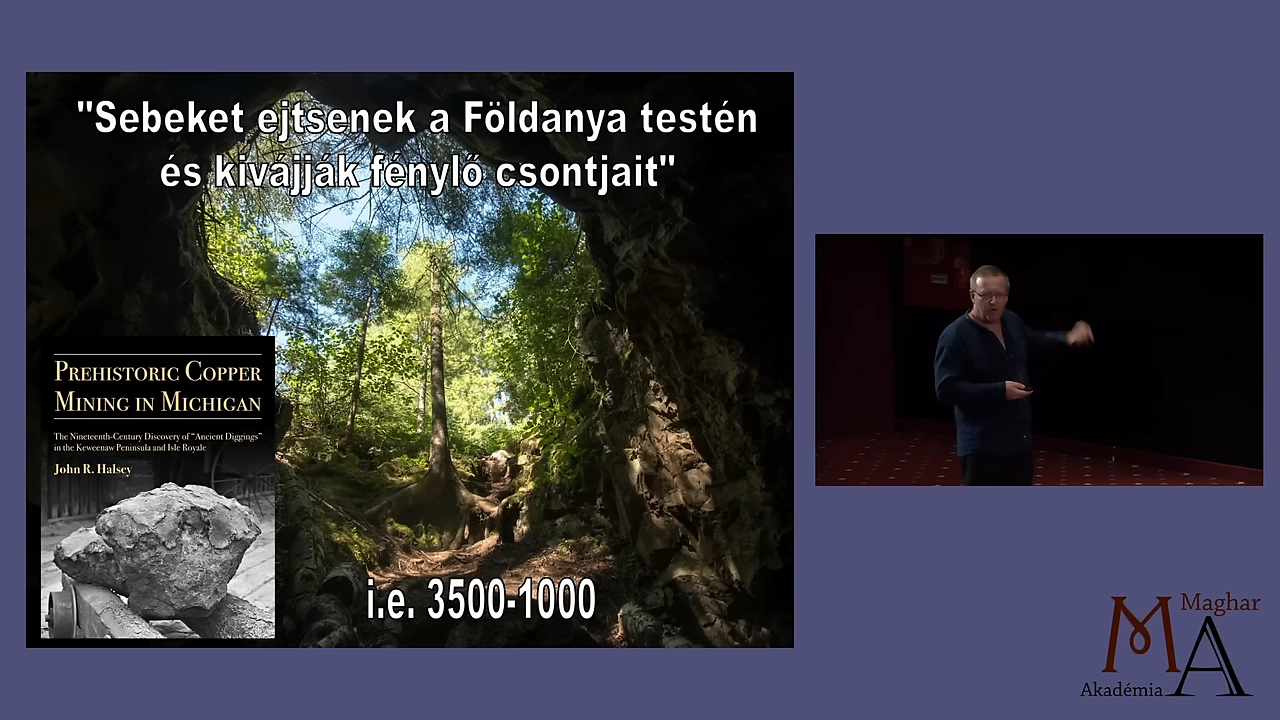 "Sebeket ejtsenek a Földanya testén
és kivájják fénylő csontjait"
PREHISTORIC COPPER
MINING IN MICHIGAN
The Nineteenth-Century Discovery of "Ancient Diggings"
in the Keweenaw Peninsula and Isle Royale
John R. Halsey
i.e. 3500-1000
Maghar
MA
Akadémia